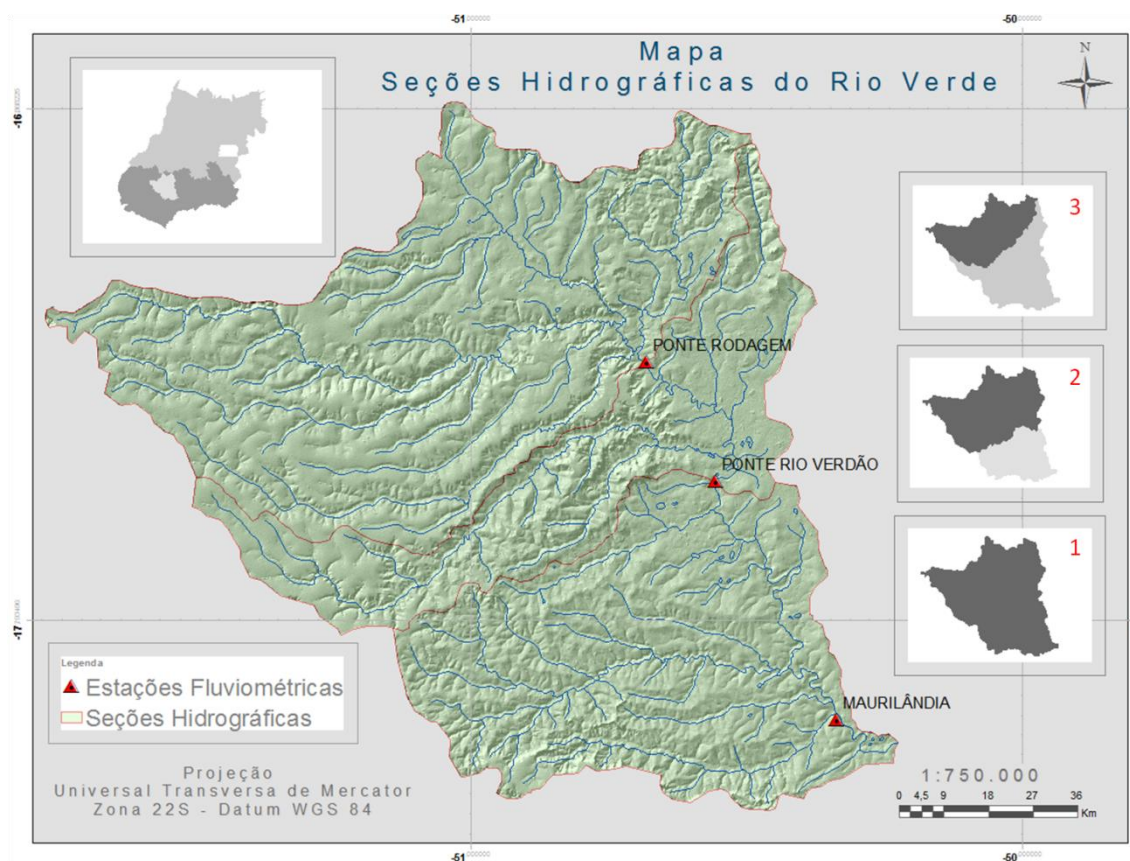 -51
-50
Mapa
Seções Hidrográficas do Rio Verde
N
-16
3
PONTE RODAGEM
2
PONTE RIO VERDÃO
1
-17
Legenda
Estações Fluviométricas
Seções Hidrográficas
MAURILÂNDIA
Projeção
Universal Transversa de Mercator
Zona 22S - Datum WGS 84
1:750.000
0 4,5 9 18 27 36
Km
-51
-50